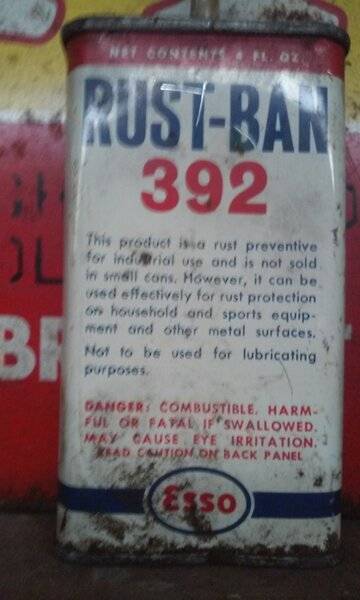 NET CONTENTS 4 FL. OZ.
RUST-BAN
392
This product is a rust preventive
for industrial use and is not sold
in small cans. However, it can be
used effectively for rust protection
on household and sports equip-
ment and other metal surfaces.
Not to be used for lubricating
purposes.
DANGER: COMBUSTIBLE. HARM-
FUL OR FATAL IF SWALLOWED.
MAY CAUSE EYE IRRITATION.
READ CAUTION ON BACK PANEL
Esso